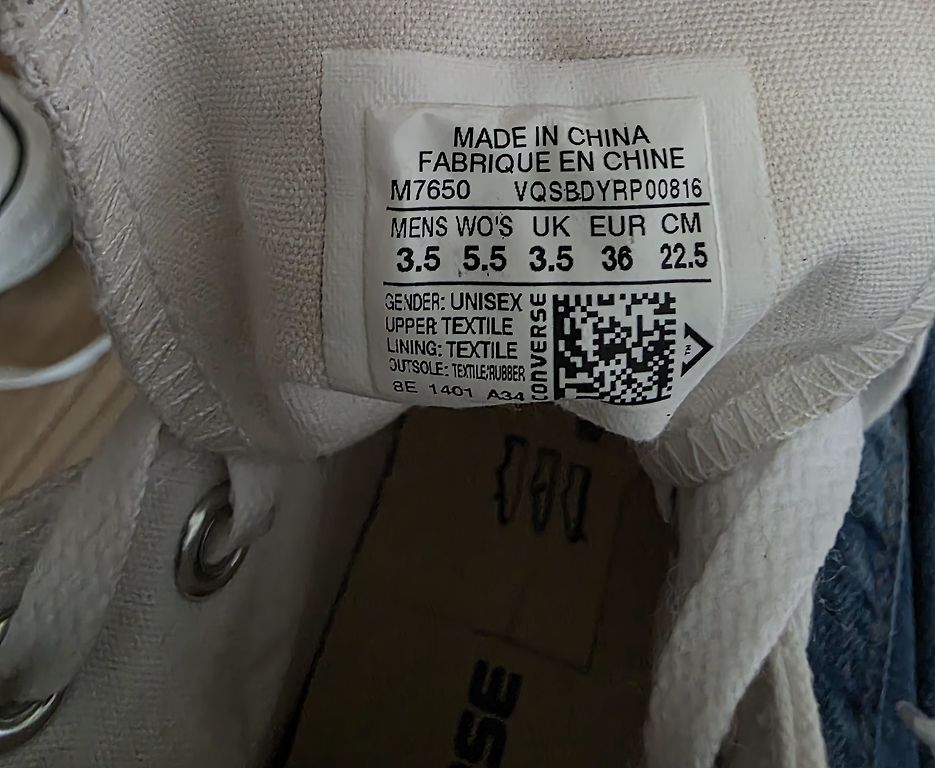 MADE IN CHINA
FABRIQUE EN CHINE
M7650 VQSBDYRP00816
MENS WO'S UK EUR CM
3.5 5.5 3.5 36 22.5
GENDER: UNISEX
UPPER: TEXTILE
LINING: TEXTILE
OUTSOLE: TEXTILE/RUBBER
8E 1401 A34
CONVERSE
TM